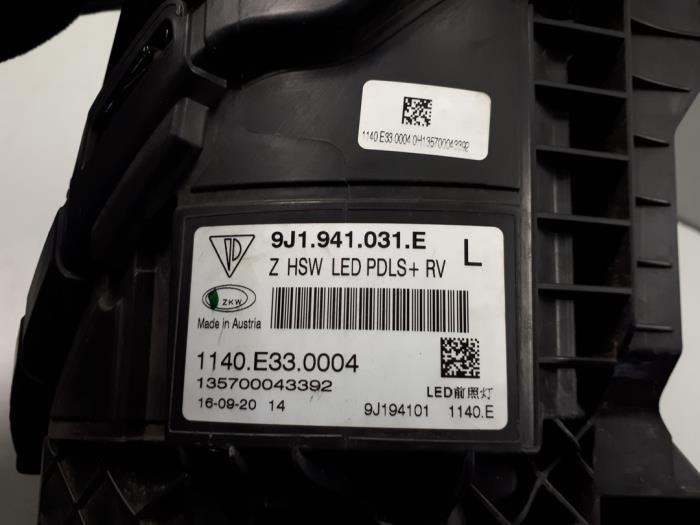 1140.E33.0004.0H135700043392
9J1.941.031.E L
Z HSW LED PDLS+ RV
ZKW
Made in Austria
1140.E33.0004
135700043392
LED前照灯
16-09-20 14 9J194101 1140.E